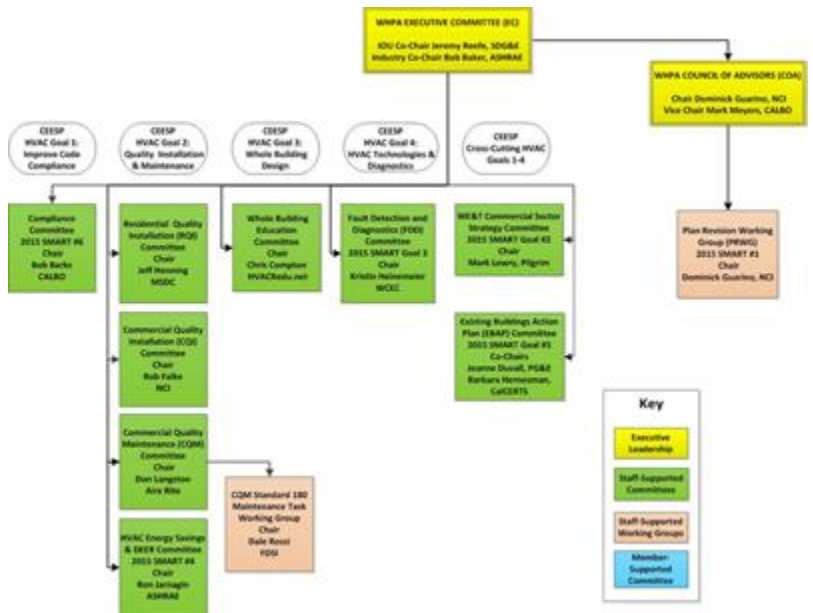 WHPA EXECUTIVE COMMITTEE (EC)
IOU Co-Chair Jeremy Reefe, SDG&E
Industry Co-Chair Bob Baker, ASHRAE
WHPA COUNCIL OF ADVISORS (COA)
Chair Dominick Guarino, NCI
Vice Chair Mark Meyers, CALBO
CEESP
HVAC Goal 1:
Improve Code
Compliance
CEESP
HVAC Goal 2:
Quality Installation
& Maintenance
CEESP
HVAC Goal 3:
Whole Building
Design
CEESP
HVAC Goal 4:
HVAC Technologies &
Diagnostics
CEESP
Cross-Cutting HVAC
Goals 1-4
Compliance
Committee
2015 SMART #6
Chair
Bob Barks
CALBO
Residential Quality
Installation (RQI)
Committee
Chair
Jeff Henning
MSDC
Whole Building
Education
Committee
Chair
Chris Compton
HVACRedu.net
Fault Detection and
Diagnostics (FDD)
Committee
2015 SMART Goal 3
Chair
Kristin Heinemeier
WCEC
WE&T Commercial Sector
Strategy Committee
2015 SMART Goal #2
Chair
Mark Lowry, Pilgrim
Plan Revision Working
Group (PRWG)
2015 SMART #1
Chair
Dominick Guarino, NCI
Commercial Quality
Installation (CQI)
Committee
Chair
Rob Falke
NCI
Existing Buildings Action
Plan (EBAP) Committee
2015 SMART Goal #5
Co-Chairs
Jeanne Duvall, PG&E
Barbara Hernesman,
CalCERTS
Commercial Quality
Maintenance (CQM)
Committee
Chair
Don Langston
Aire Rite
CQM Standard 180
Maintenance Task
Working Group
Chair
Dale Rossi
FDSI
HVAC Energy Savings
& DEER Committee
2015 SMART #4
Chair
Ron Jarnagin
ASHRAE
Key
Executive
Leadership
Staff-Supported
Committees
Staff-Supported
Working Groups
Member-
Supported
Committee